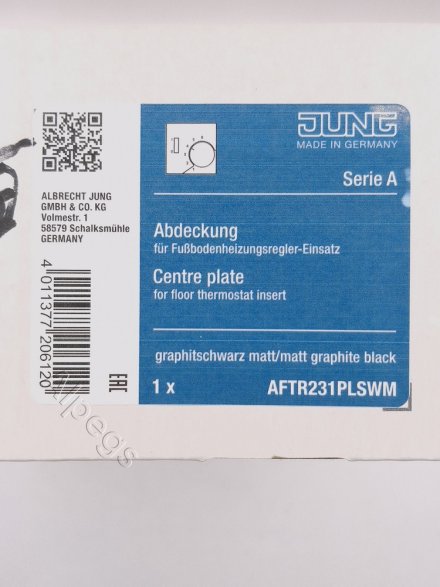 JUNG
MADE IN GERMANY
Serie A
ALBRECHT JUNG
GMBH & CO. KG
Volmestr. 1
58579 Schalksmühle
GERMANY
Abdeckung
für Fußbodenheizungsregler-Einsatz
Centre plate
for floor thermostat insert
graphitschwarz matt/matt graphite black
1 x AFTR231PLSWM
4 011377 206120
EAC